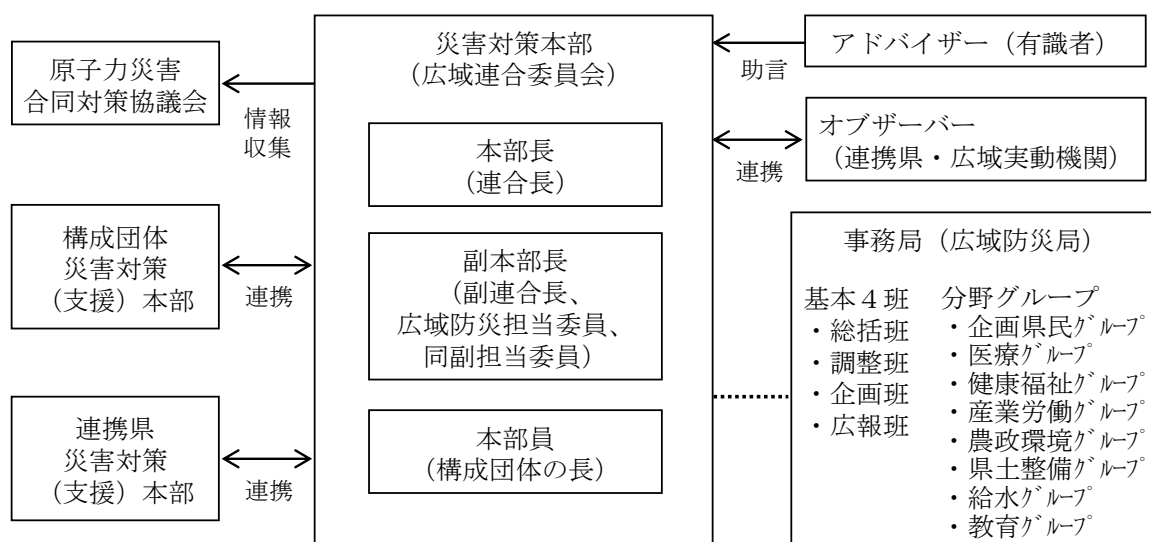 原子力災害
合同対策協議会
情報
収集
構成団体
災害対策
（支援）本部
連携
連携県
災害対策
（支援）本部
連携
災害対策本部
（広域連合委員会）
本部長
（連合長）
副本部長
（副連合長、
広域防災担当委員、
同副担当委員）
本部員
（構成団体の長）
アドバイザー（有識者）
助言
オブザーバー
（連携県・広域実動機関）
連携
事務局（広域防災局）
基本４班
・総括班
・調整班
・企画班
・広報班
分野グループ
・企画県民ｸﾞﾙｰﾌﾟ
・医療ｸﾞﾙｰﾌﾟ
・健康福祉ｸﾞﾙｰﾌﾟ
・産業労働ｸﾞﾙｰﾌﾟ
・農政環境ｸﾞﾙｰﾌﾟ
・県土整備ｸﾞﾙｰﾌﾟ
・給水ｸﾞﾙｰﾌﾟ
・教育ｸﾞﾙｰﾌﾟ